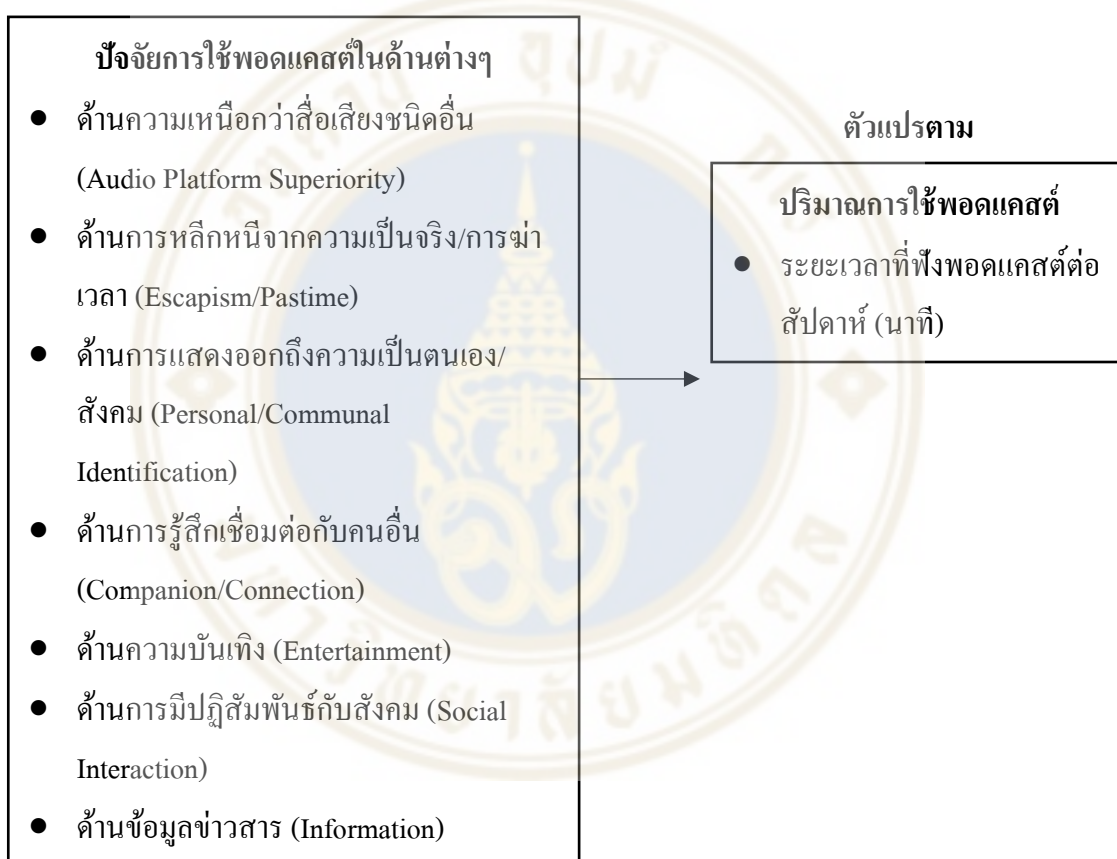 ปัจจัยการใช้พอดแคสต์ในด้านต่างๆ
● ด้านความเหนือกว่าสื่อเสียงชนิดอื่น
(Audio Platform Superiority)
● ด้านการหลีกหนีจากความเป็นจริง/การฆ่า
เวลา (Escapism/Pastime)
● ด้านการแสดงออกถึงความเป็นตนเอง/
สังคม (Personal/Communal
Identification)
● ด้านการรู้สึกเชื่อมต่อกับคนอื่น
(Companion/Connection)
● ด้านความบันเทิง (Entertainment)
● ด้านการมีปฏิสัมพันธ์กับสังคม (Social
Interaction)
● ด้านข้อมูลข่าวสาร (Information)
ตัวแปรตาม
ปริมาณการใช้พอดแคสต์
● ระยะเวลาที่ฟังพอดแคสต์ต่อ
สัปดาห์ (นาที)
มหาวิทยาลัยมหิดล